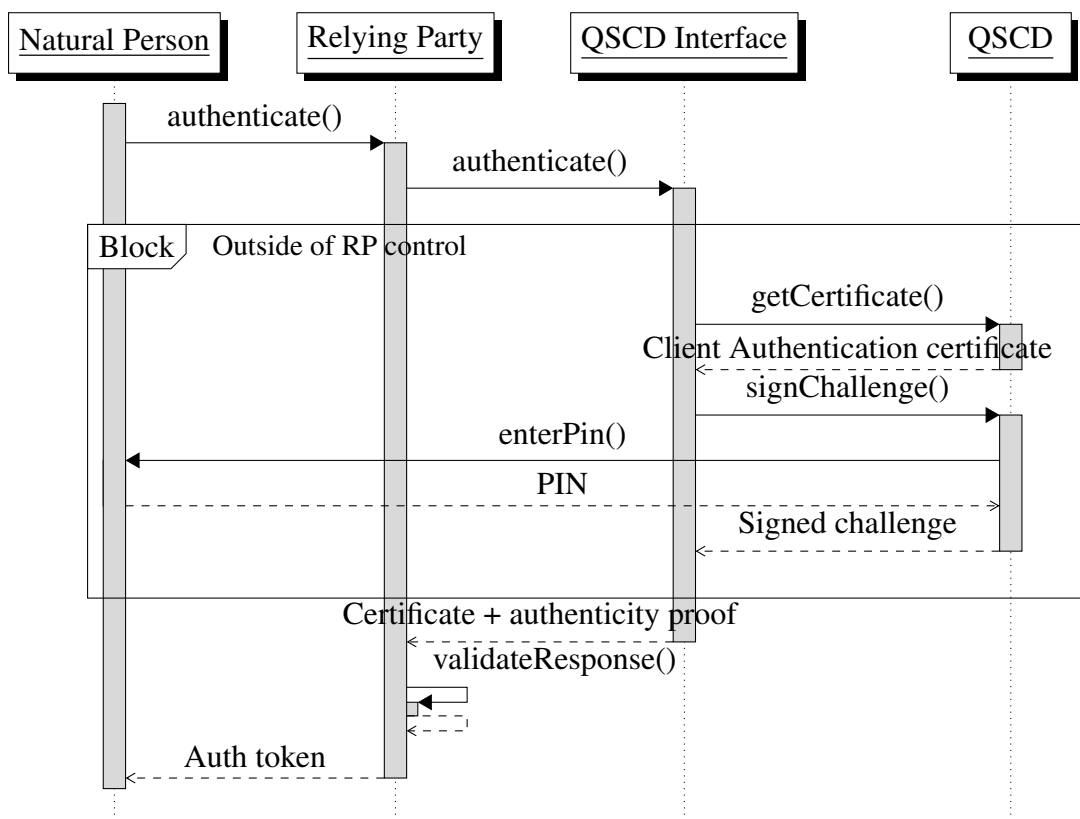 Natural Person
Relying Party
QSCD Interface
QSCD
authenticate()
authenticate()
Block
Outside of RP control
getCertificate()
Client Authentication certificate
signChallenge()
enterPin()
PIN
Signed challenge
Certificate + authenticity proof
validateResponse()
Auth token